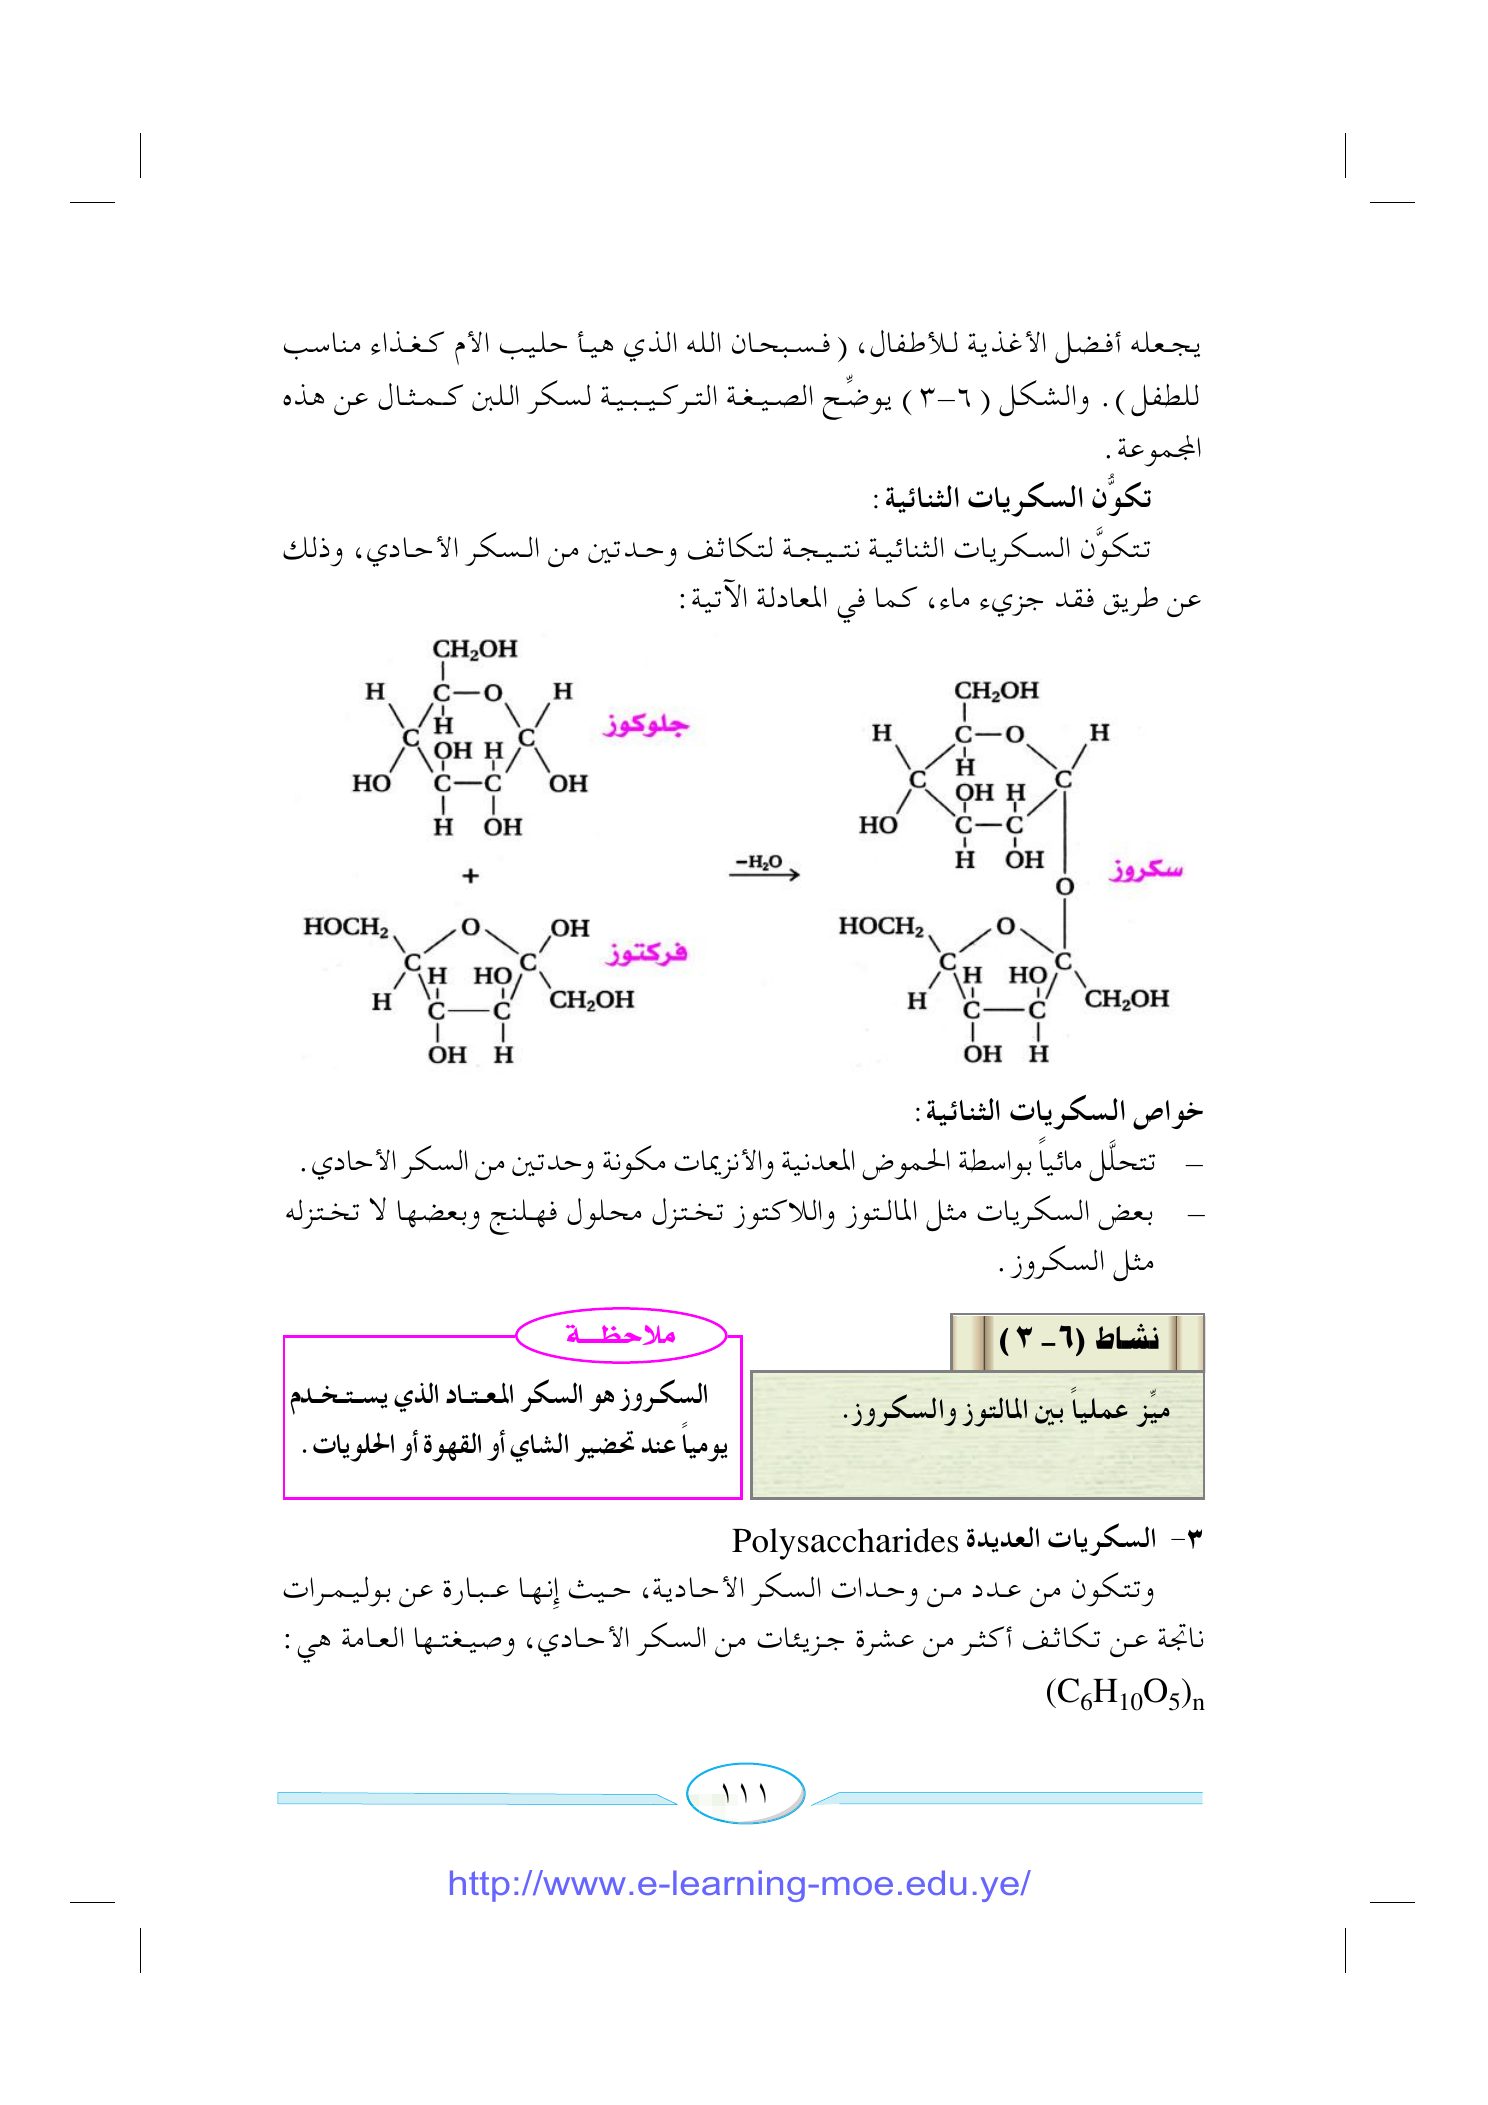 يجعله أفضل الأغذية للأطفال، (فسبحان الله الذي هيأ حليب الأم كغذاء مناسب
للطفل). والشكل (٦-٣) يوضِّح الصيغة التركيبية لسكر اللبن كمثال عن هذه
المجموعة.
تكوُّن السكريات الثنائية:
تتكوَّن السكريات الثنائية نتيجة لتكاثف وحدتين من السكر الأحادي، وذلك
عن طريق فقد جزيء ماء، كما في المعادلة الآتية:
CH₂OH
H C—O H
جلوكوز
C H C
OH H
HO C—C OH
H OH
+
HOCH₂ O OH
فركتوز
C H HO C
H C—C CH₂OH
OH H
–H₂O
CH₂OH
H C—O H
C H C
OH H
HO C—C
H OH
سكروز
O
HOCH₂ O
C H HO C
H C—C CH₂OH
OH H
خواص السكريات الثنائية:
– تتحلَّل مائياً بواسطة الحموض المعدنية والأنزيمات مكونة وحدتين من السكر الأحادي.
– بعض السكريات مثل المالتوز واللاكتوز تختزل محلول فهلنج وبعضها لا تختزله
مثل السكروز.
نشاط (٦-٣)
ميِّز عملياً بين المالتوز والسكروز.
ملاحظة
السكروز هو السكر المعتاد الذي يستخدم
يومياً عند تحضير الشاي أو القهوة أو الحلويات.
٣- السكريات العديدة Polysaccharides
وتتكون من عدد من وحدات السكر الأحادية، حيث إنها عبارة عن بوليمرات
ناتجة عن تكاثف أكثر من عشرة جزيئات من السكر الأحادي، وصيغتها العامة هي:
(C₆H₁₀O₅)n
١١١
http://www.e-learning-moe.edu.ye/